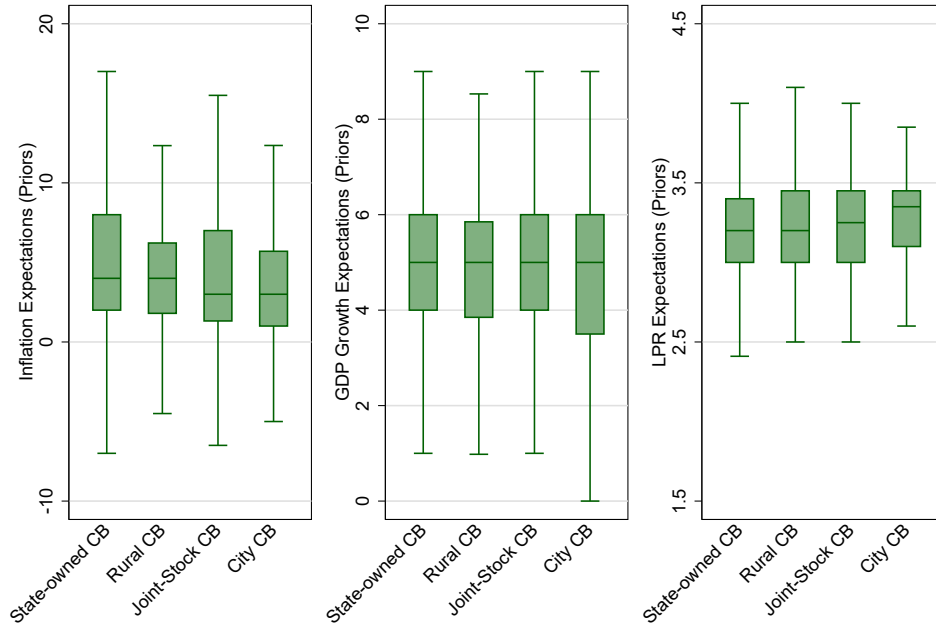 Inflation Expectations (Priors)
20
10
0
-10
State-owned CB
Rural CB
Joint-Stock CB
City CB
GDP Growth Expectations (Priors)
10
8
6
4
2
0
State-owned CB
Rural CB
Joint-Stock CB
City CB
LPR Expectations (Priors)
4.5
3.5
2.5
1.5
State-owned CB
Rural CB
Joint-Stock CB
City CB